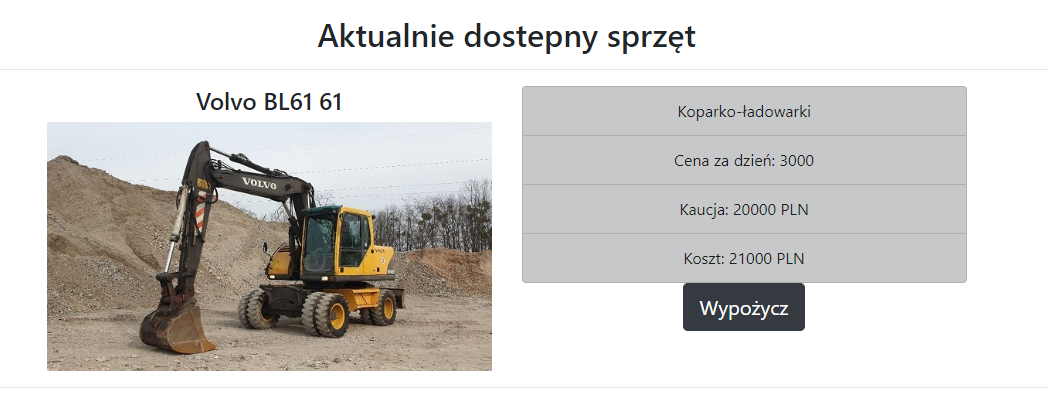 Aktualnie dostepny sprzęt
Volvo BL61 61
VOLVO
Koparko-ładowarki
Cena za dzień: 3000
Kaucja: 20000 PLN
Koszt: 21000 PLN
Wypożycz